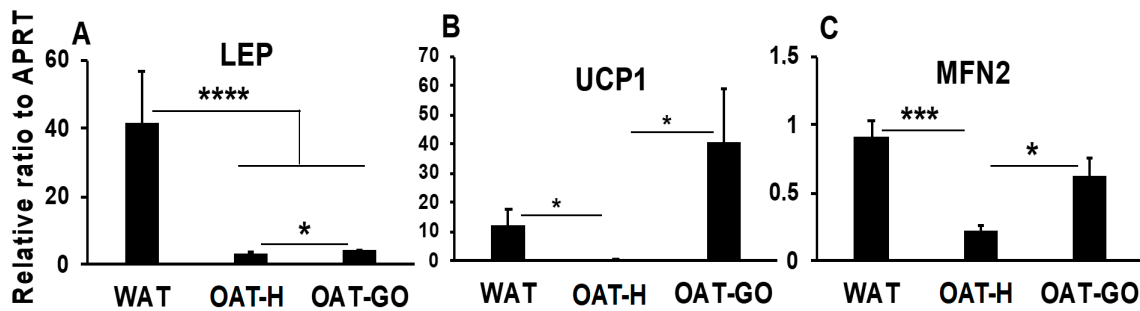 Relative ratio to APRT
A
LEP
60
40
20
0
****
*
WAT
OAT-H
OAT-GO
B
UCP1
70
60
50
40
30
20
10
0
*
*
WAT
OAT-H
OAT-GO
C
MFN2
1.5
1
0.5
0
***
*
WAT
OAT-H
OAT-GO